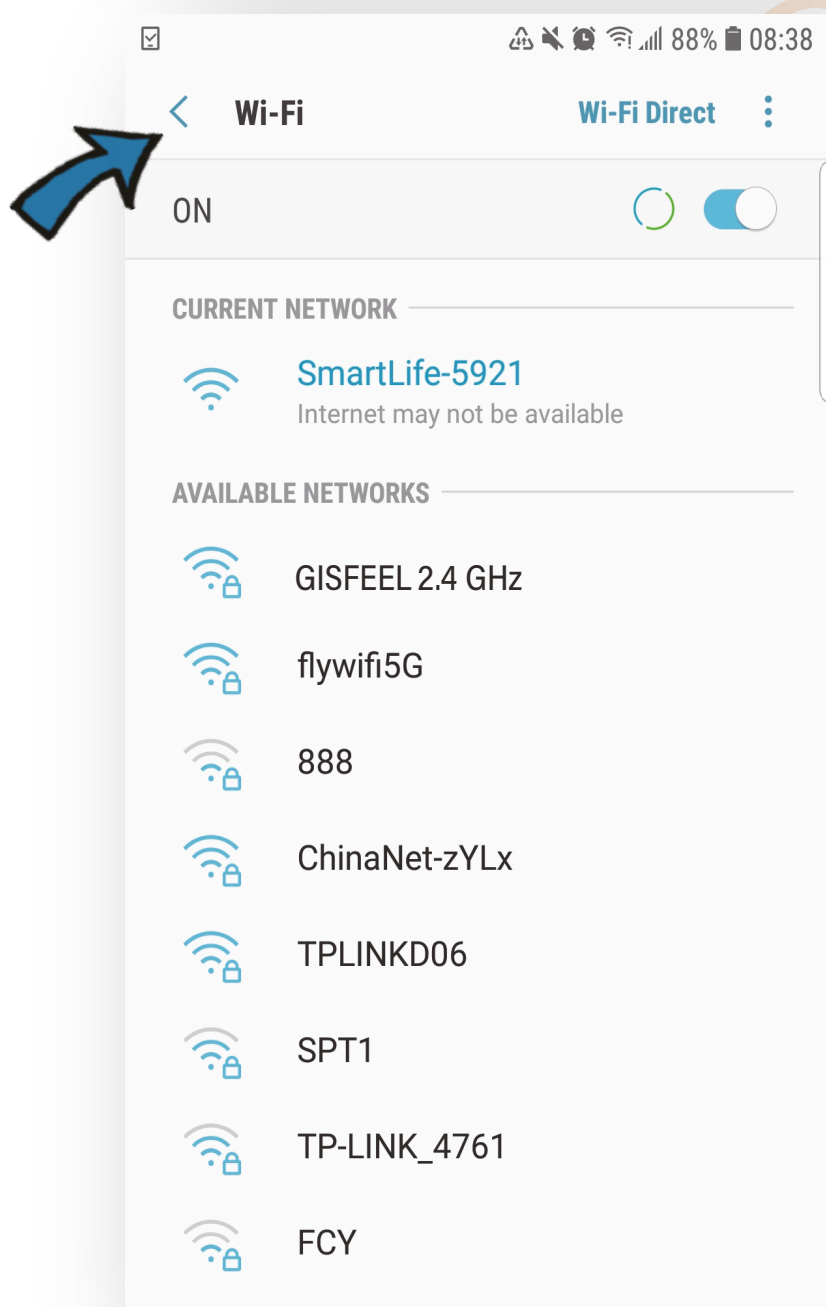 88% 08:38
Wi-Fi Wi-Fi Direct
ON
CURRENT NETWORK
SmartLife-5921
Internet may not be available
AVAILABLE NETWORKS
GISFEEL 2.4 GHz
flywifi5G
888
ChinaNet-zYLx
TPLINKD06
SPT1
TP-LINK_4761
FCY